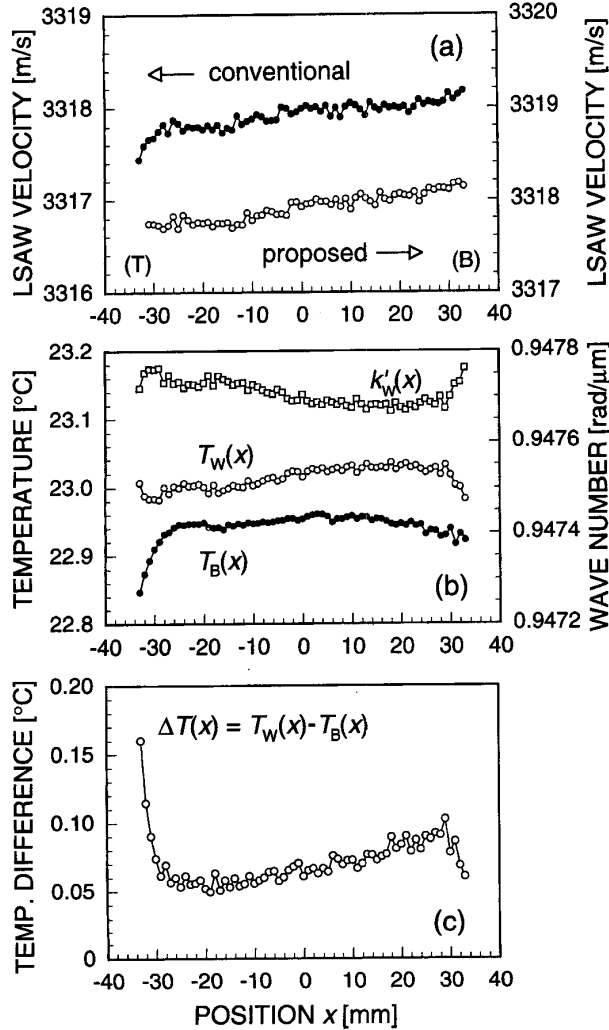 LSAW VELOCITY [m/s]
3319
3318
3317
3316
(a)
conventional
proposed
(T)
(B)
3320
3319
3318
3317
LSAW VELOCITY [m/s]
-40 -30 -20 -10 0 10 20 30 40
TEMPERATURE [°C]
23.2
23.1
23.0
22.9
22.8
k'W(x)
TW(x)
TB(x)
(b)
0.9478
0.9476
0.9474
0.9472
WAVE NUMBER [rad/μm]
-40 -30 -20 -10 0 10 20 30 40
TEMP. DIFFERENCE [°C]
0.20
0.15
0.10
0.05
0
ΔT(x) = TW(x)-TB(x)
(c)
-40 -30 -20 -10 0 10 20 30 40
POSITION x [mm]